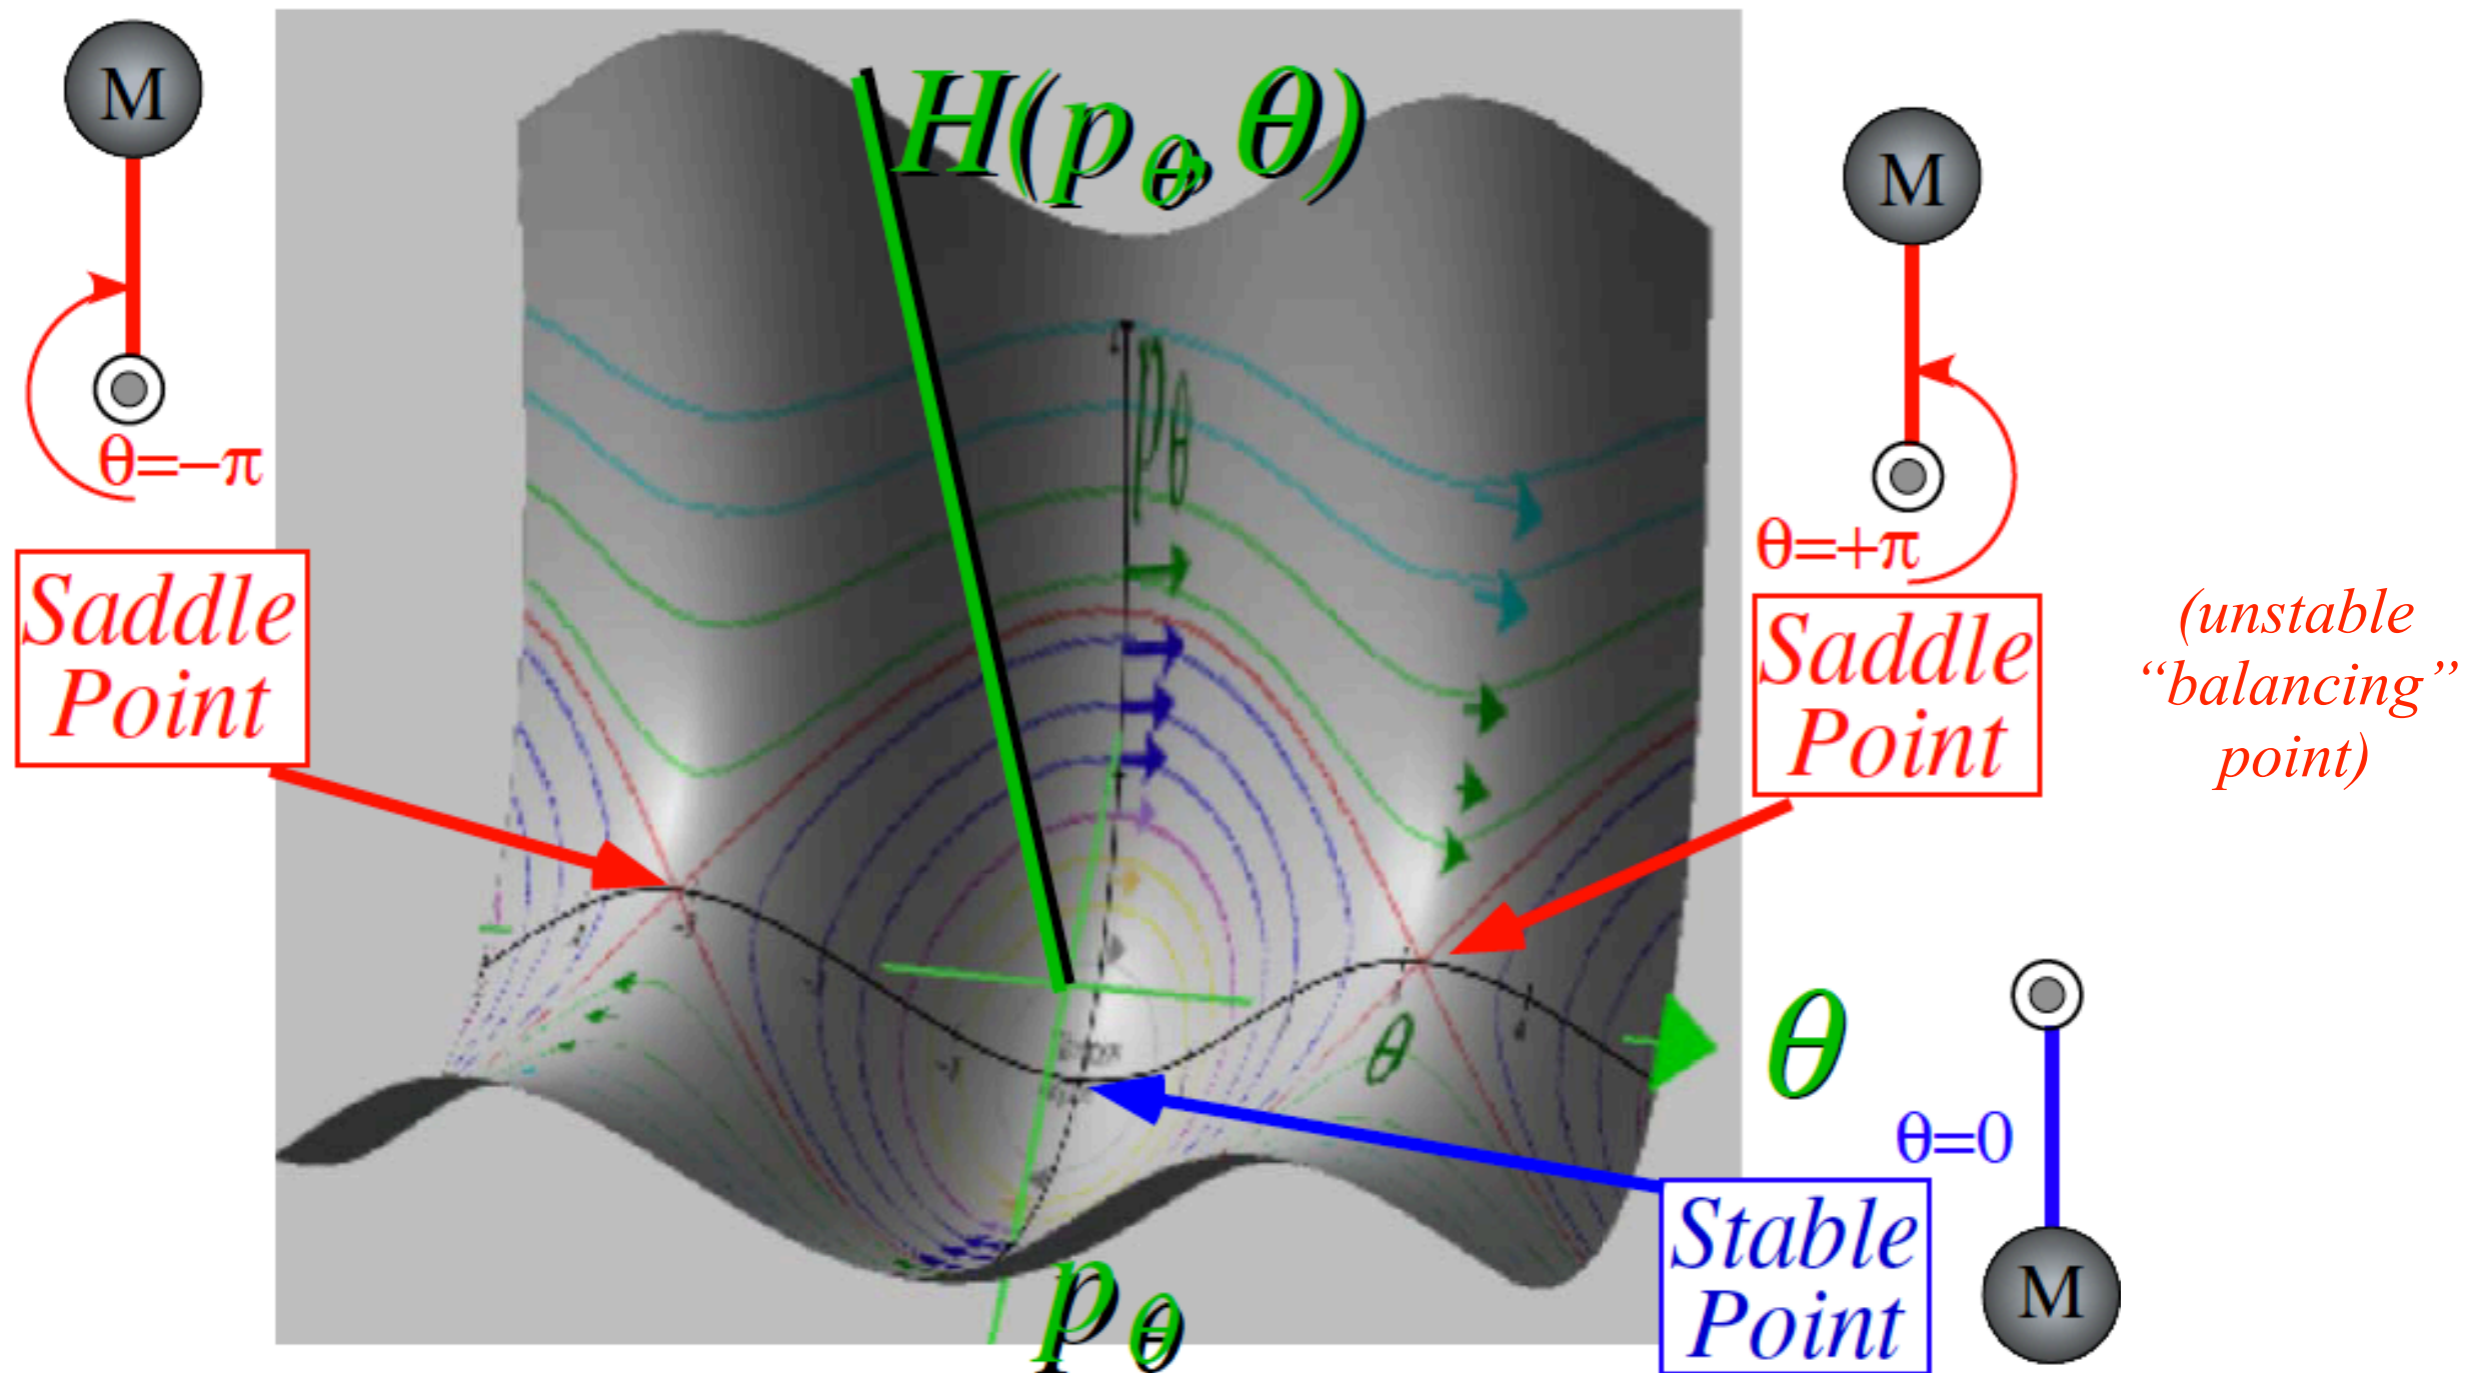 M
H(pθ, θ)
M
θ=−π
pθ
θ=+π
Saddle
Point
Saddle
Point
(unstable
“balancing”
point)
θ
θ
θ=0
Stable
Point
M
pθ